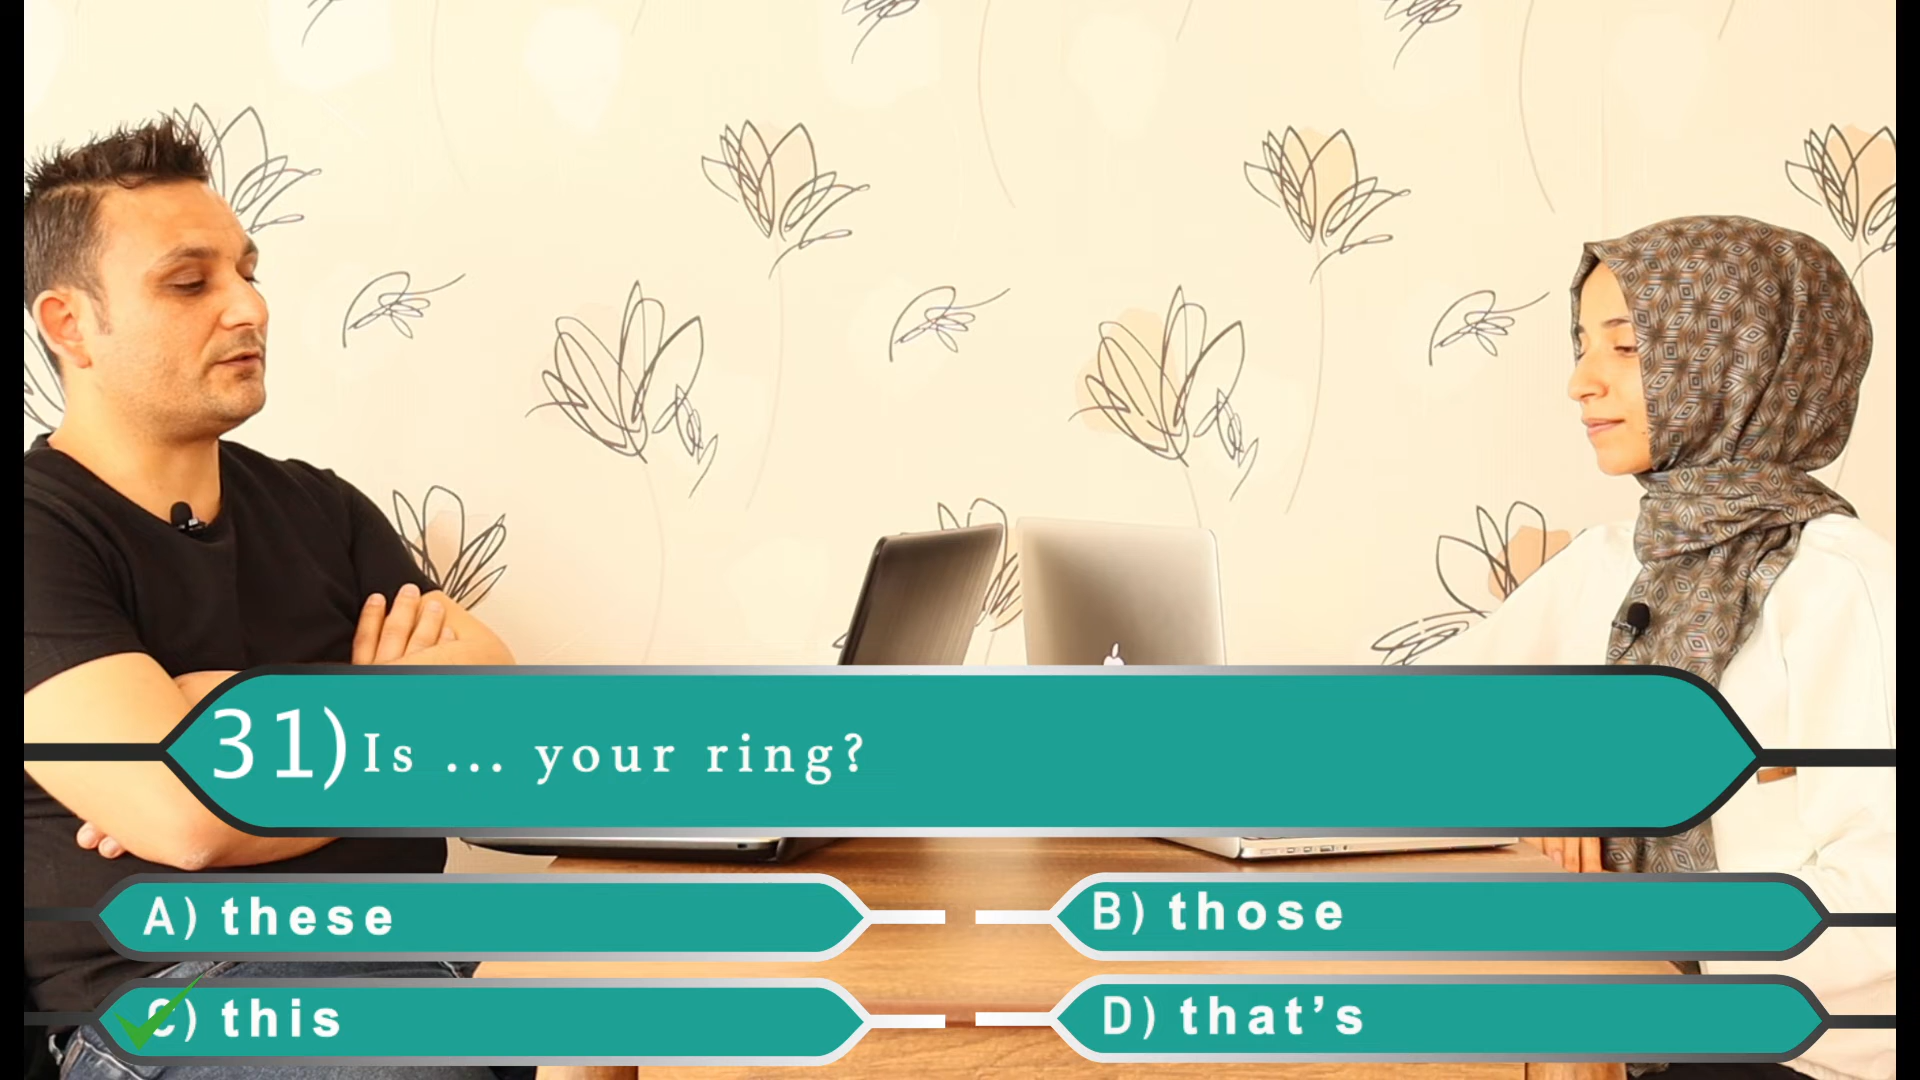 31) Is ... your ring?
A) these
B) those
C) this
D) that's